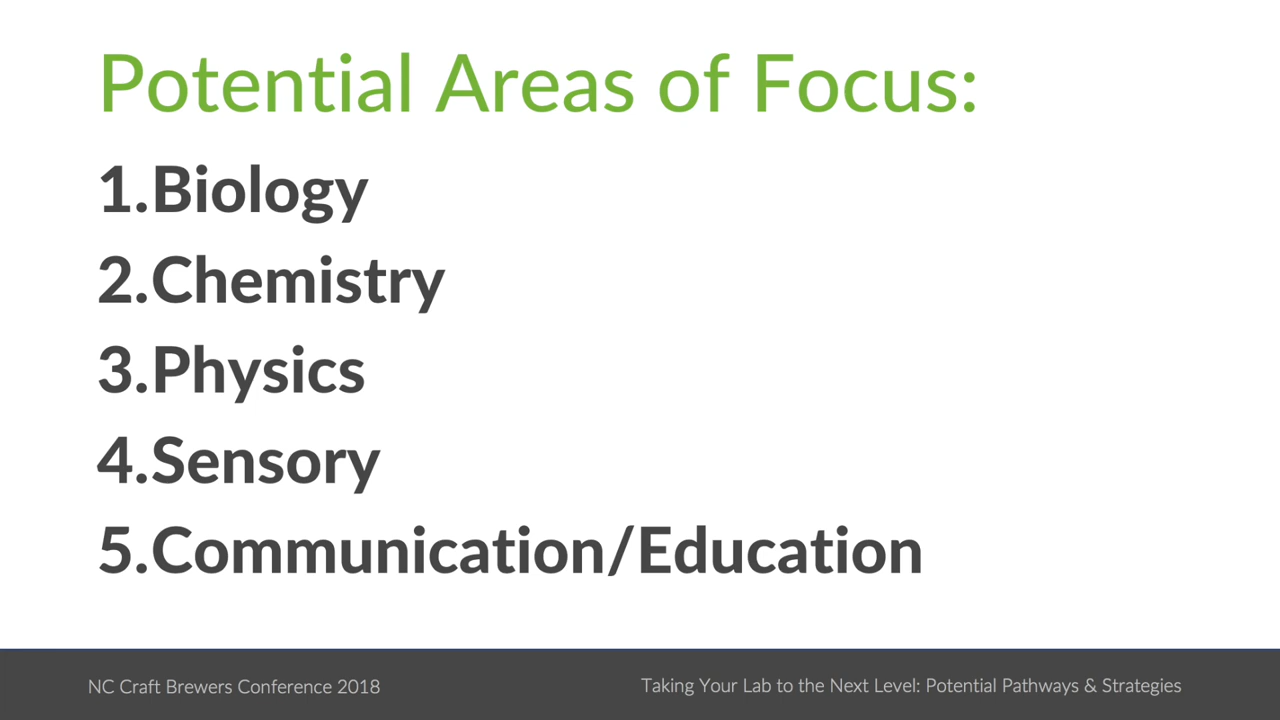 Potential Areas of Focus:
1.Biology
2.Chemistry
3.Physics
4.Sensory
5.Communication/Education
NC Craft Brewers Conference 2018
Taking Your Lab to the Next Level: Potential Pathways & Strategies